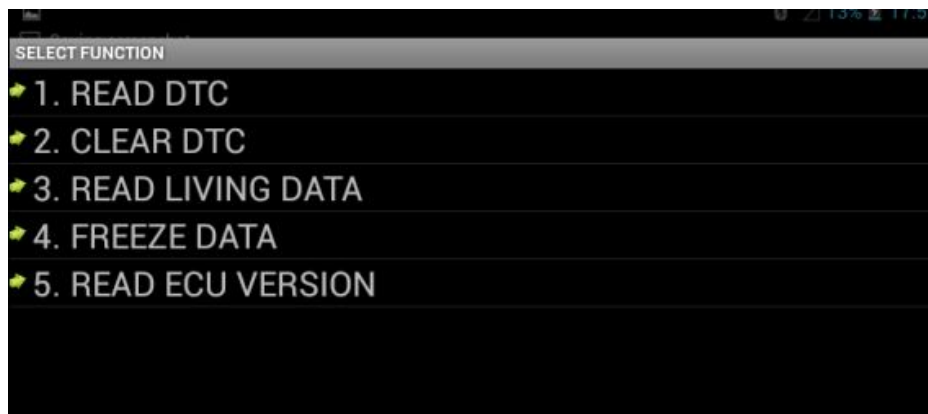 13%
SELECT FUNCTION
1. READ DTC
2. CLEAR DTC
3. READ LIVING DATA
4. FREEZE DATA
5. READ ECU VERSION